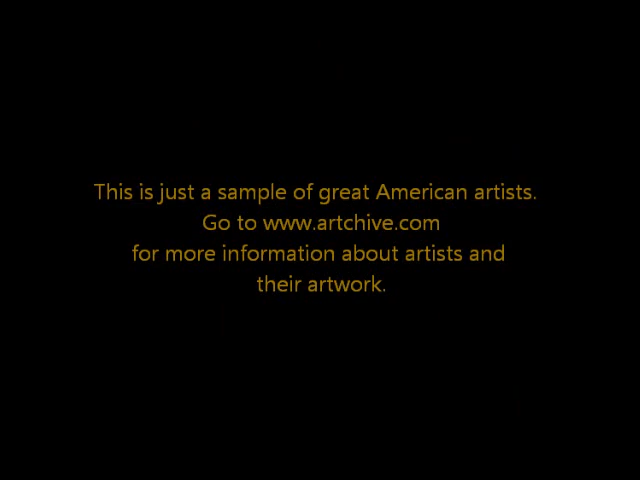 This is just a sample of great American artists.
Go to www.artchive.com
for more information about artists and
their artwork.